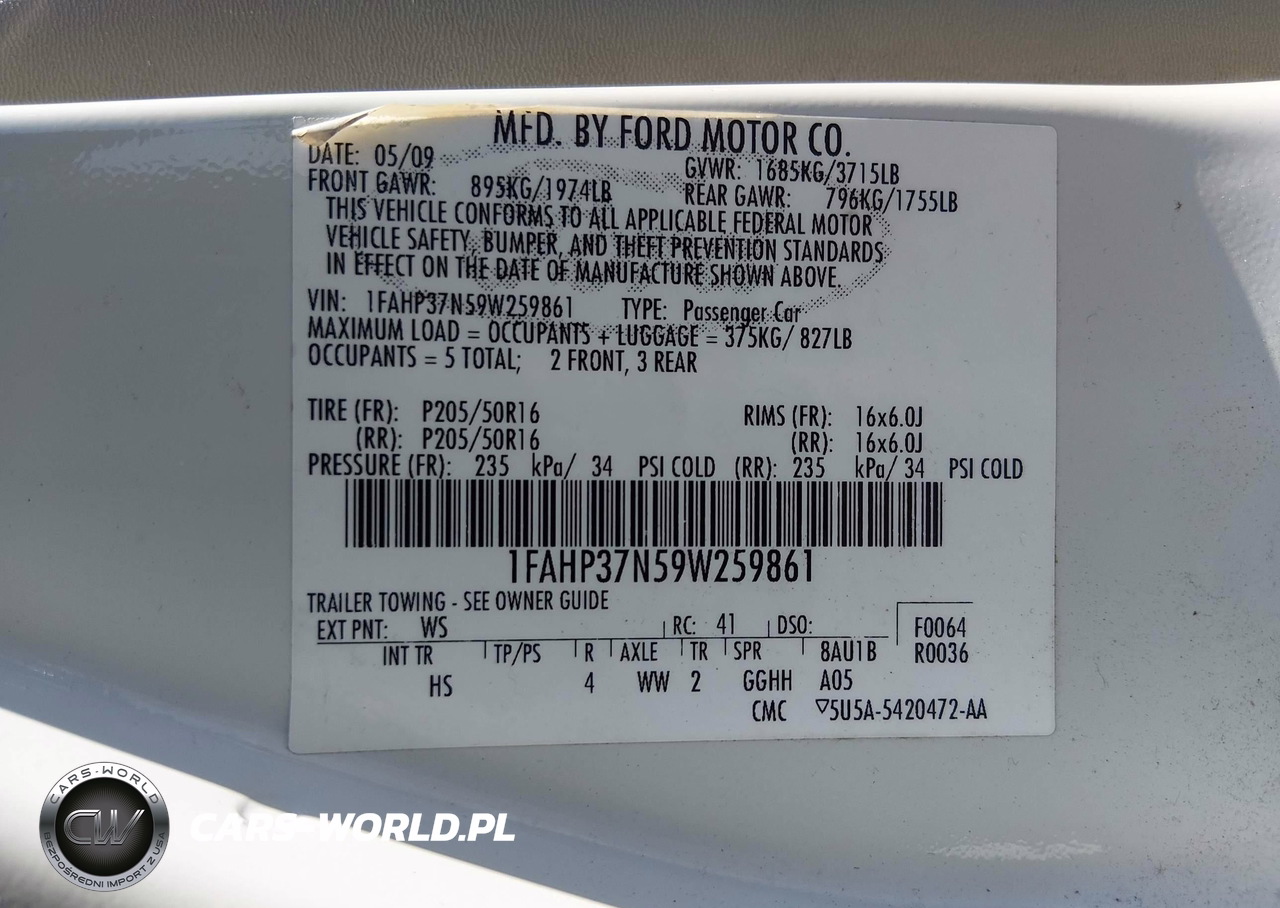 MFD. BY FORD MOTOR CO.
DATE: 05/09 GVWR: 1685KG/3715LB
FRONT GAWR: 895KG/1974LB REAR GAWR: 796KG/1755LB
THIS VEHICLE CONFORMS TO ALL APPLICABLE FEDERAL MOTOR
VEHICLE SAFETY, BUMPER, AND THEFT PREVENTION STANDARDS
IN EFFECT ON THE DATE OF MANUFACTURE SHOWN ABOVE.
VIN: 1FAHP37N59W259861 TYPE: Passenger Car
MAXIMUM LOAD = OCCUPANTS + LUGGAGE = 375KG/ 827LB
OCCUPANTS = 5 TOTAL; 2 FRONT, 3 REAR
TIRE (FR): P205/50R16 RIMS (FR): 16x6.0J
(RR): P205/50R16 (RR): 16x6.0J
PRESSURE (FR): 235 kPa/ 34 PSI COLD (RR): 235 kPa/ 34 PSI COLD
1FAHP37N59W259861
TRAILER TOWING - SEE OWNER GUIDE
EXT PNT: WS RC: 41 DSO: F0064
INT TR TP/PS R AXLE TR SPR 8AU1B R0036
HS 4 WW 2 GGHH A05
CMC ▽5U5A-5420472-AA
CARS-WORLD
CW
BEZPOŚREDNI IMPORT Z USA
CARS-WORLD.PL